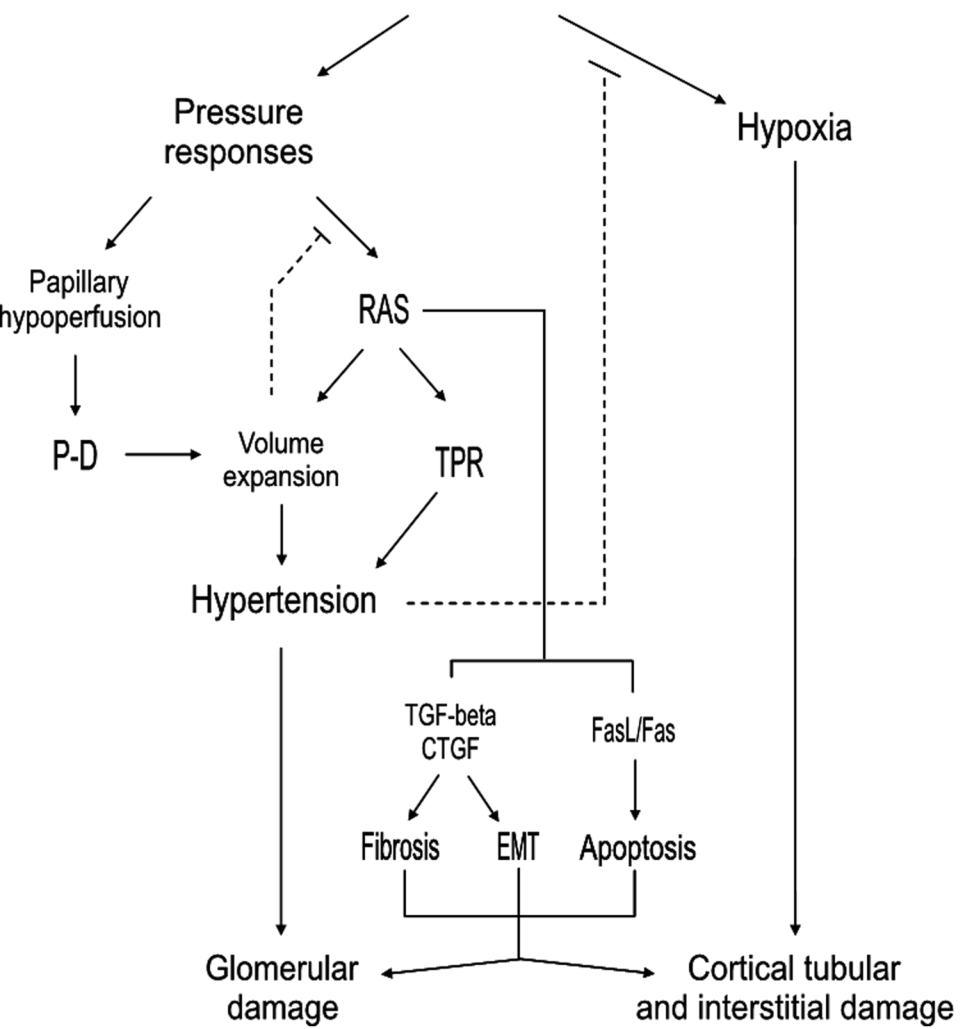 Pressure
responses
Hypoxia
Papillary
hypoperfusion
RAS
P-D
Volume
expansion
TPR
Hypertension
TGF-beta
CTGF
FasL/Fas
Fibrosis
EMT
Apoptosis
Glomerular
damage
Cortical tubular
and interstitial damage